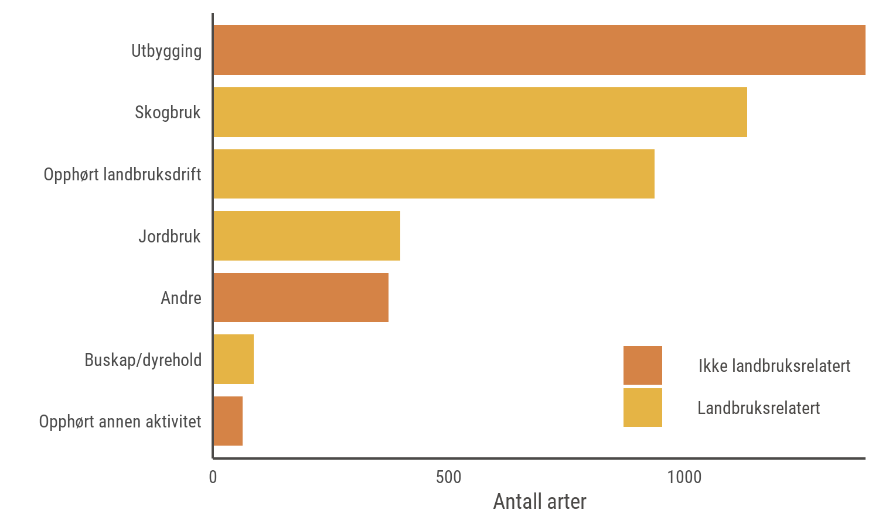 Utbygging
Skogbruk
Opphørt landbruksdrift
Jordbruk
Andre
Buskap/dyrehold
Opphørt annen aktivitet
Ikke landbruksrelatert
Landbruksrelatert
0 500 1000
Antall arter